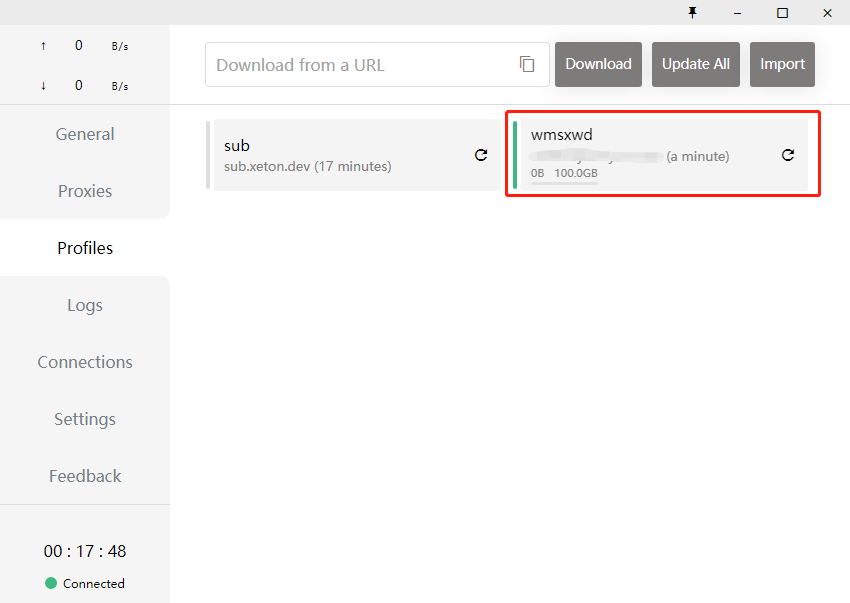 ↑ 0 B/s
↓ 0 B/s
General
Proxies
Profiles
Logs
Connections
Settings
Feedback
00 : 17 : 48
Connected
Download from a URL
Download
Update All
Import
sub
sub.xeton.dev (17 minutes)
wmsxwd
(a minute)
0B 100.0GB